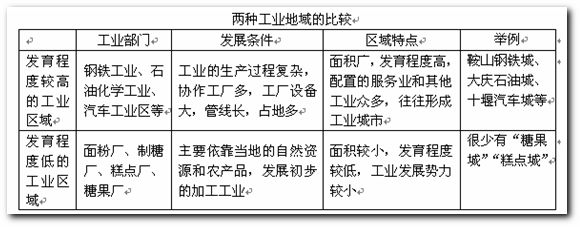 两种工业地域的比较
工业部门 发展条件 区域特点 举例
发育程
度较高
的工业
区域
钢铁工业、石
油化学工业、
汽车工业区等
工业的生产过程复杂，
协作工厂多，工厂设备
大，管线长，占地多
面积广，发育程度高，
配置的服务业和其他
工业众多，往往形成
工业城市
鞍山钢铁城、
大庆石油城、
十堰汽车城等
发育程
度低的
工业区
域
面粉厂、制糖
厂、糕点厂、
糖果厂
主要依靠当地的自然资
源和农产品，发展初步
的加工工业
面积较小，发育程度
较低，工业发展势力
较小
很少有“糖果
城”“糕点城”